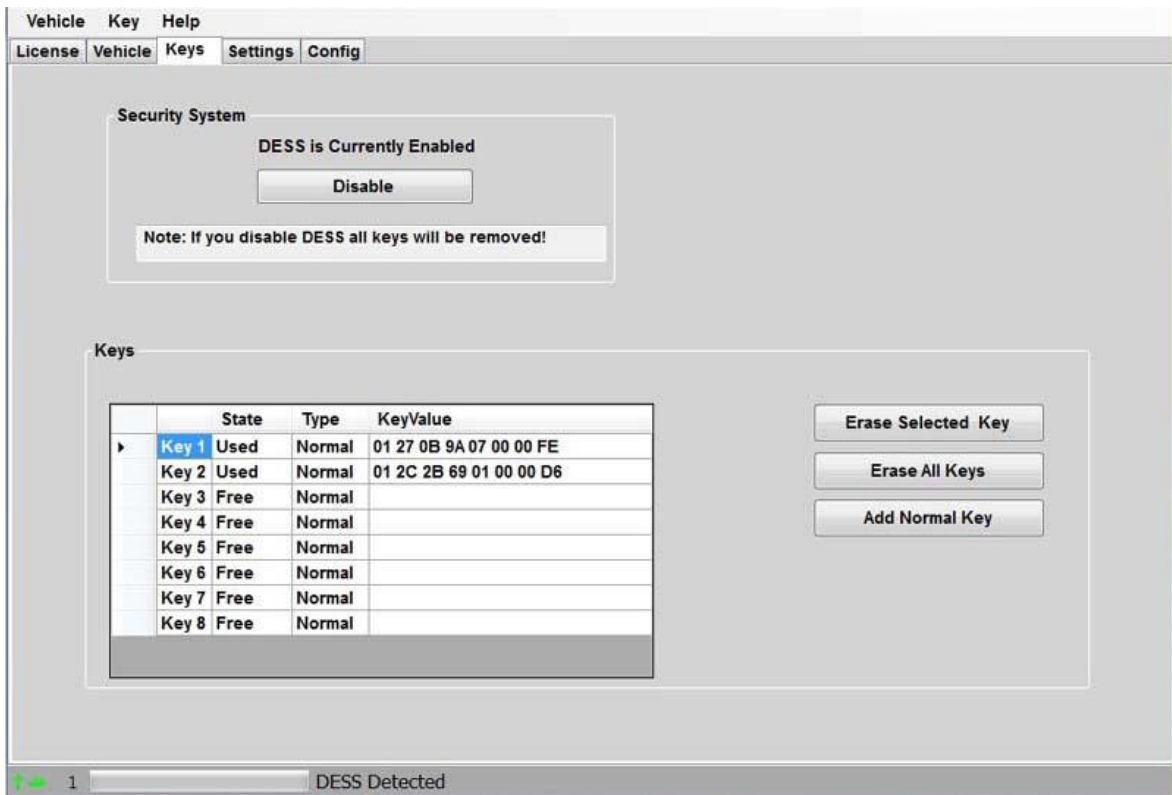 Vehicle Key Help
License Vehicle Keys Settings Config
Security System
DESS is Currently Enabled
Disable
Note: If you disable DESS all keys will be removed!
Keys
State Type KeyValue
Key 1 Used Normal 01 27 0B 9A 07 00 00 FE
Key 2 Used Normal 01 2C 2B 69 01 00 00 D6
Key 3 Free Normal
Key 4 Free Normal
Key 5 Free Normal
Key 6 Free Normal
Key 7 Free Normal
Key 8 Free Normal
Erase Selected Key
Erase All Keys
Add Normal Key
1 DESS Detected